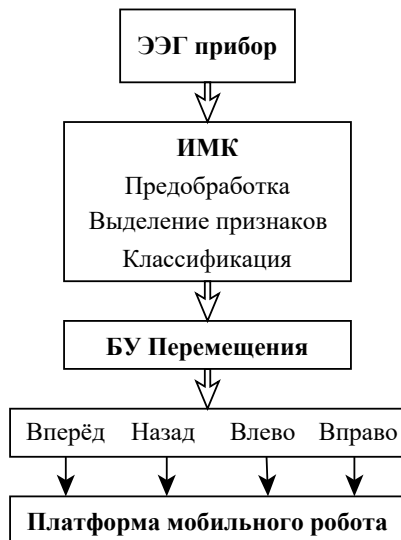 ЭЭГ прибор
ИМК
Предобработка
Выделение признаков
Классификация
БУ Перемещения
Вперёд Назад Влево Вправо
Платформа мобильного робота